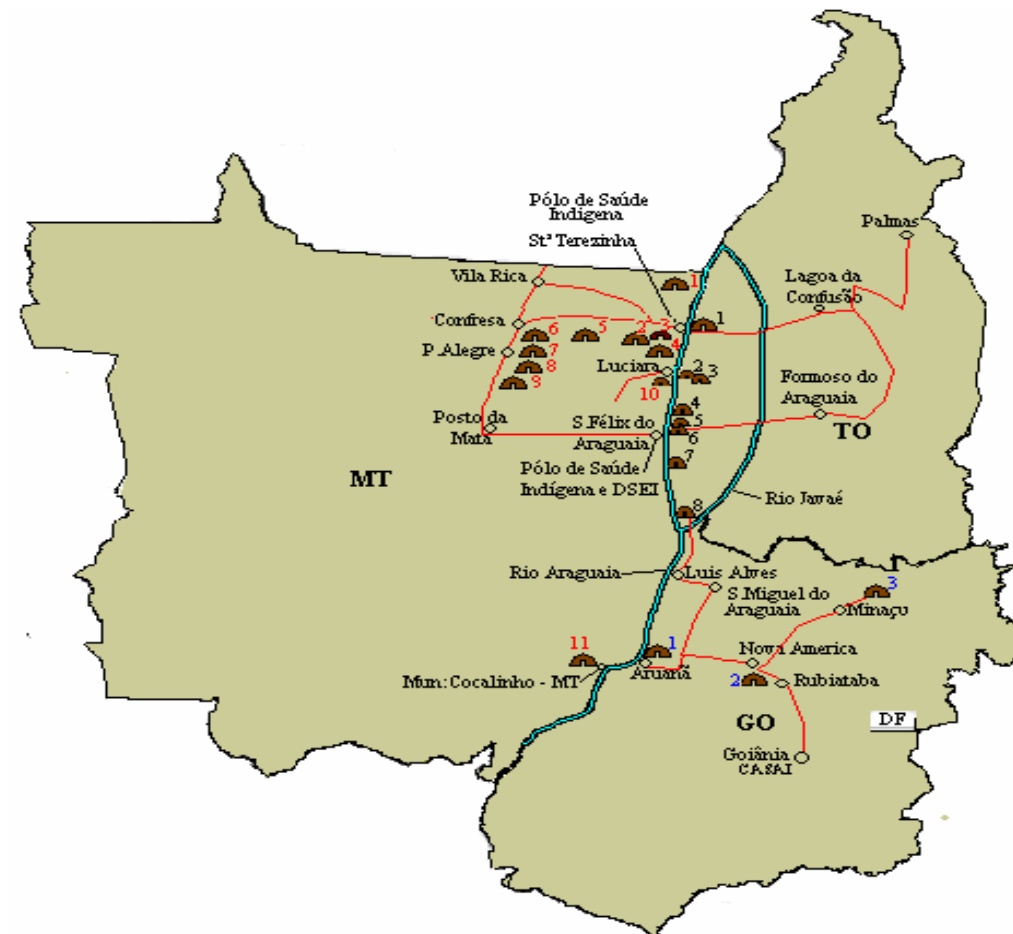 Pólo de Saúde
Indígena
Stª Terezinha
Palmas
Vila Rica
1
Lagoa da
Confusão
Confresa
6
5
2
3
1
P.Alegre
7
4
8
Luciara
2
3
9
10
Formoso do
Araguaia
4
Posto da
Mata
S.Félix do
Araguaia
5
TO
6
MT
Pólo de Saúde
Indígena e DSEI
7
Rio Javaé
8
Rio Araguaia
Luis Alves
S.Miguel do
Araguaia
3
Minaçu
11
1
Nova America
Mun:Cocalinho - MT
Aruanã
2
Rubiataba
GO
DF
Goiânia
CASAI